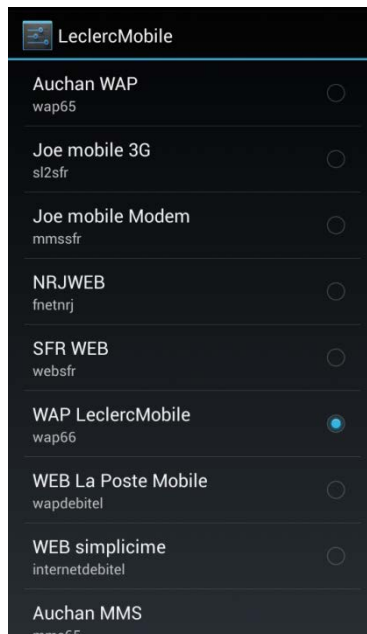 LeclercMobile
Auchan WAP
wap65
Joe mobile 3G
sl2sfr
Joe mobile Modem
mmssfr
NRJWEB
fnetnrj
SFR WEB
websfr
WAP LeclercMobile
wap66
WEB La Poste Mobile
wapdebitel
WEB simplicime
internetdebitel
Auchan MMS
mms65